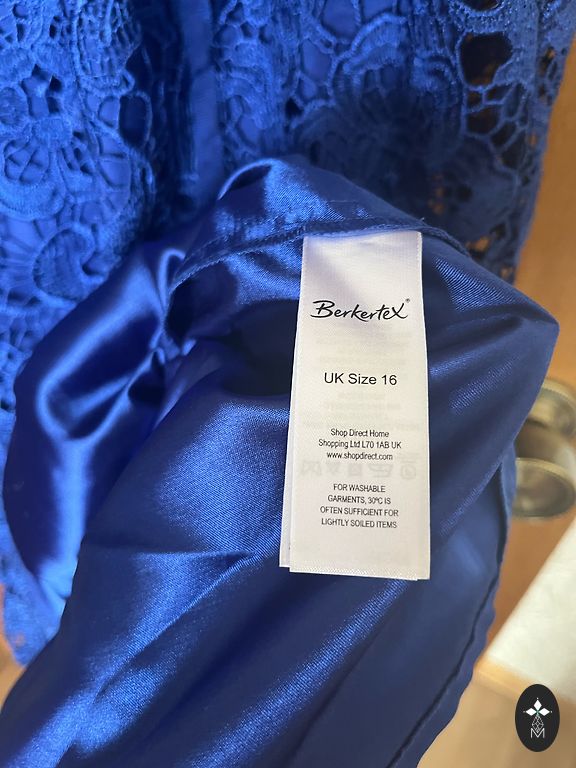 Berkertex®
UK Size 16
Shop Direct Home
Shopping Ltd L70 1AB UK
www.shopdirect.com
FOR WASHABLE
GARMENTS, 30ºC IS
OFTEN SUFFICIENT FOR
LIGHTLY SOILED ITEMS
M